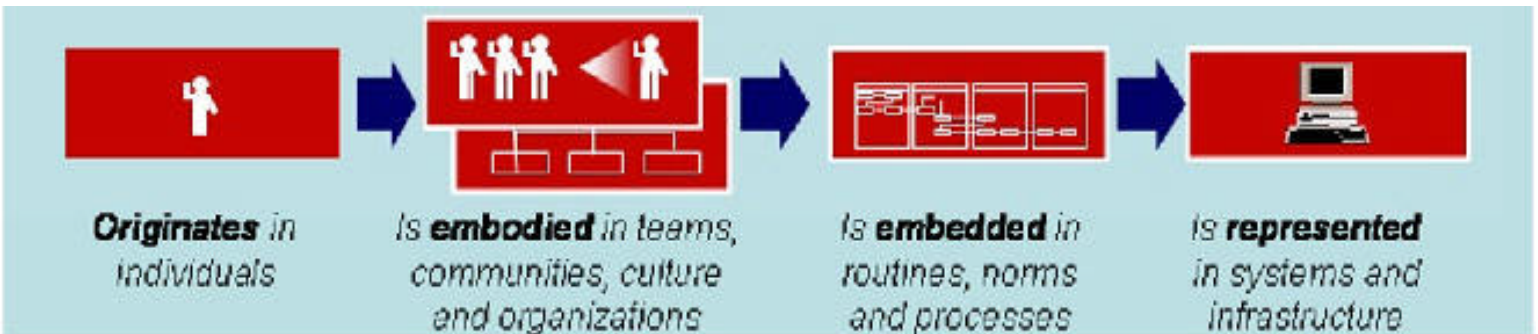 Originates in
individuals
Is embodied in teams,
communities, culture
and organizations
Is embedded in
routines, norms
and processes
Is represented
in systems and
infrastructure